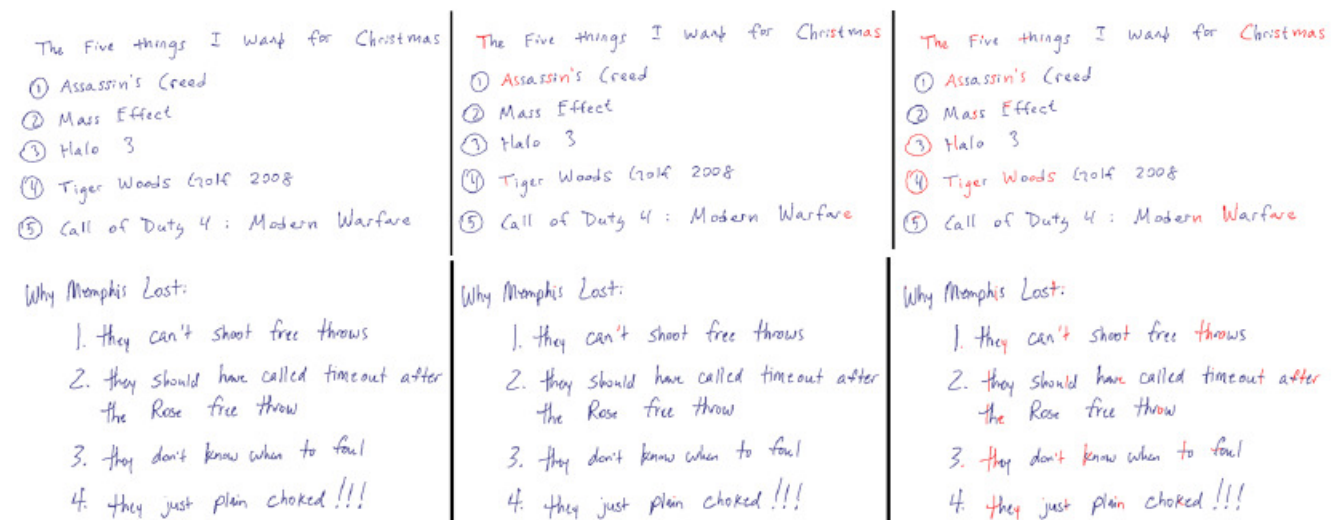 The Five things I want for Christmas
① Assassin's Creed
② Mass Effect
③ Halo 3
④ Tiger Woods Golf 2008
⑤ Call of Duty 4 : Modern Warfare
The Five things I want for Christmas
① Assassin's Creed
② Mass Effect
③ Halo 3
④ Tiger Woods Golf 2008
⑤ Call of Duty 4 : Modern Warfare
The Five things I want for Christmas
① Assassin's Creed
② Mass Effect
③ Halo 3
④ Tiger Woods Golf 2008
⑤ Call of Duty 4 : Modern Warfare
Why Memphis Lost:
1. they can't shoot free throws
2. they should have called timeout after
the Rose free throw
3. they don't know when to foul
4. they just plain choked!!!
Why Memphis Lost:
1. they can't shoot free throws
2. they should have called timeout after
the Rose free throw
3. they don't know when to foul
4. they just plain choked!!!
Why Memphis Lost:
1. they can't shoot free throws
2. they should have called timeout after
the Rose free throw
3. they don't know when to foul
4. they just plain choked!!!